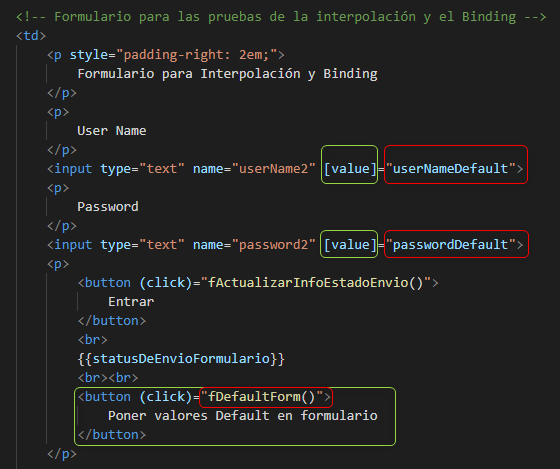 <!-- Formulario para las pruebas de la interpolación y el Binding -->
<td>
<p style="padding-right: 2em;">
Formulario para Interpolación y Binding
</p>
<p>
User Name
</p>
<input type="text" name="userName2" [value]="userNameDefault">
<p>
Password
</p>
<input type="text" name="password2" [value]="passwordDefault">
<p>
<button (click)="fActualizarInfoEstadoEnvio()">
Entrar
</button>
<br>
{{statusDeEnvioFormulario}}
<br><br>
<button (click)="fDefaultForm()">
Poner valores Default en formulario
</button>
</p>